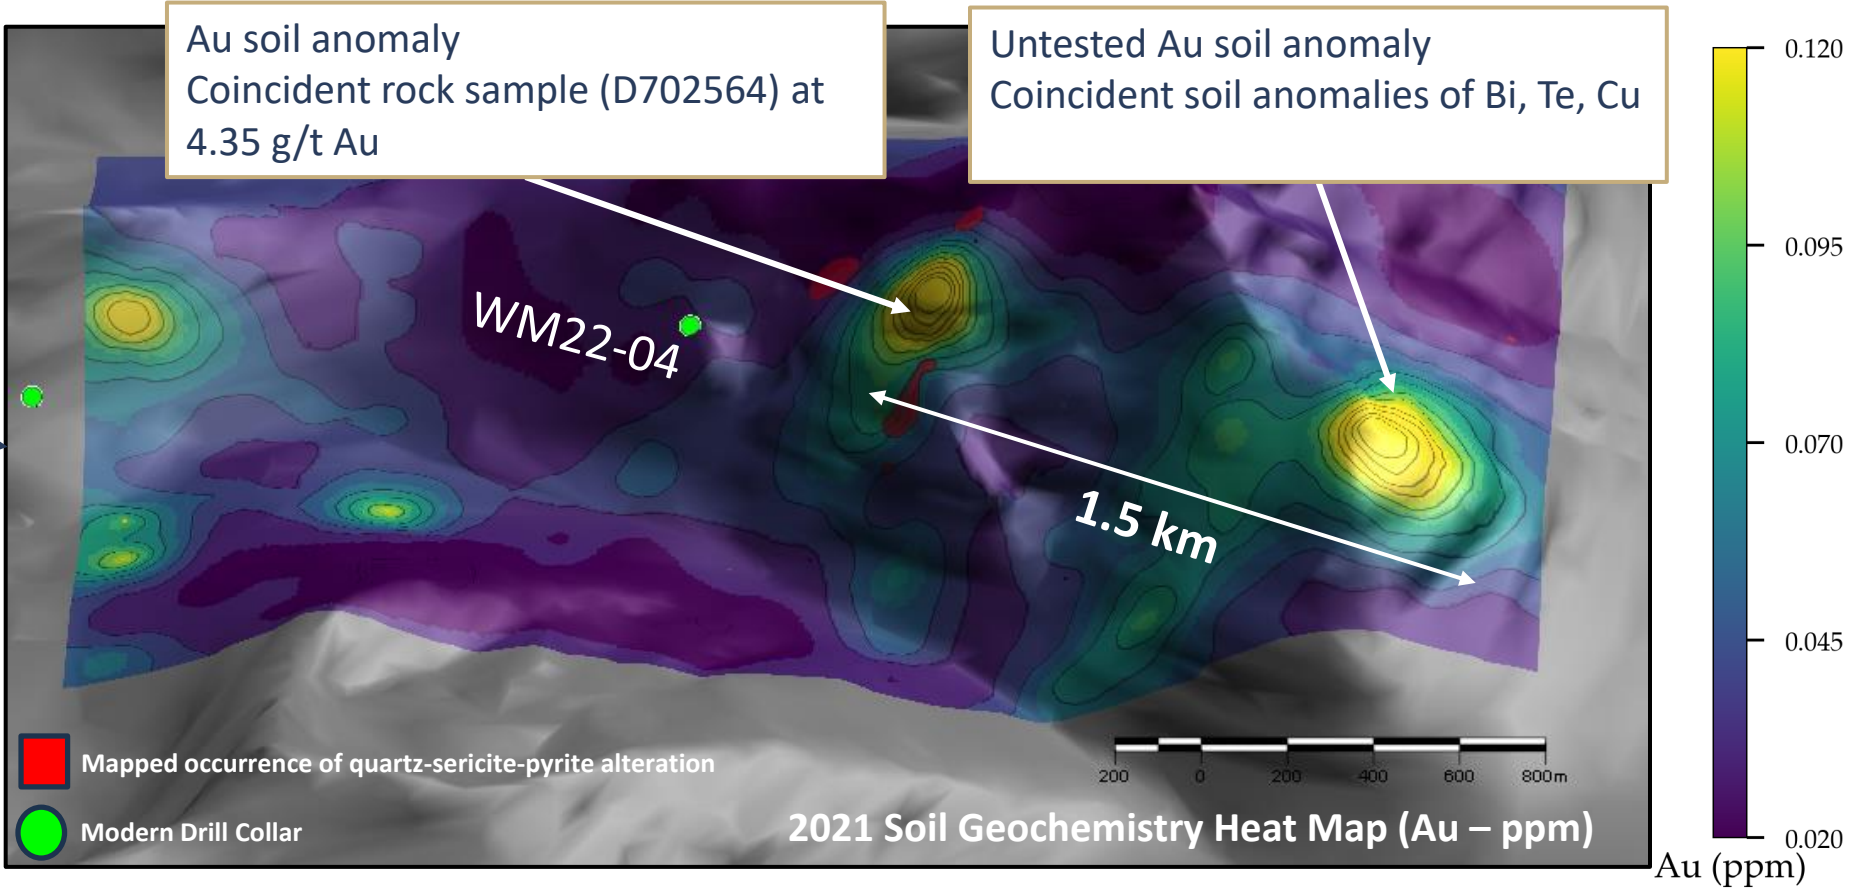 Au soil anomaly
Coincident rock sample (D702564) at
4.35 g/t Au
Untested Au soil anomaly
Coincident soil anomalies of Bi, Te, Cu
0.120
0.095
0.070
0.045
0.020
Au (ppm)
WM22-04
1.5 km
Mapped occurrence of quartz-sericite-pyrite alteration
Modern Drill Collar
200 0 200 400 600 800m
2021 Soil Geochemistry Heat Map (Au – ppm)